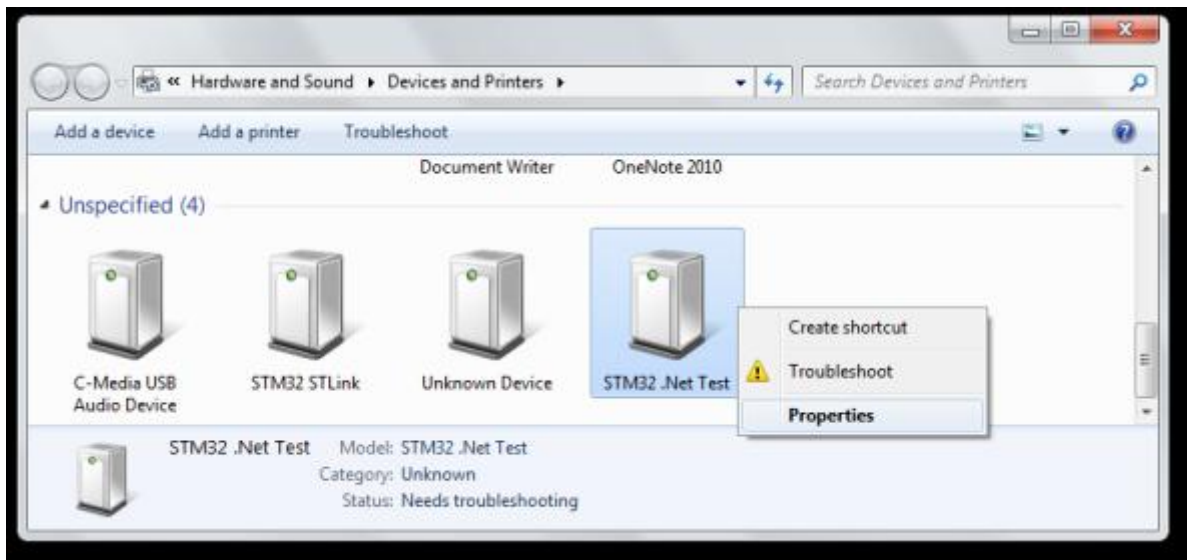 « Hardware and Sound ▸ Devices and Printers ▸
Search Devices and Printers
Add a device Add a printer Troubleshoot
Document Writer OneNote 2010
Unspecified (4)
C-Media USB Audio Device
STM32 STLink
Unknown Device
STM32 .Net Test
Create shortcut
Troubleshoot
Properties
STM32 .Net Test Model: STM32 .Net Test
Category: Unknown
Status: Needs troubleshooting